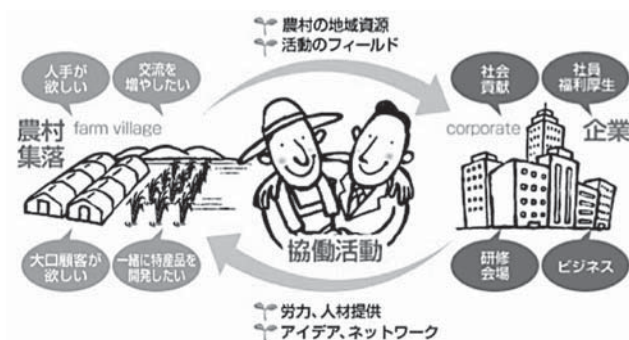 農村の地域資源
活動のフィールド
人手が
欲しい
交流を
増やしたい
社会
貢献
社員
福利厚生
農村
集落
farm village
corporate
企業
大口顧客が
欲しい
一緒に特産品を
開発したい
協働活動
研修
会場
ビジネス
労力、人材提供
アイデア、ネットワーク